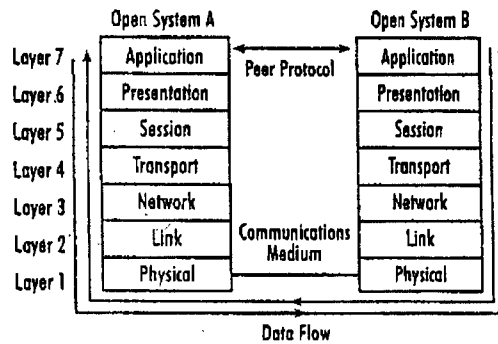 Open System A Open System B
Layer 7 Application Peer Protocol Application
Layer 6 Presentation Presentation
Layer 5 Session Session
Layer 4 Transport Transport
Layer 3 Network Network
Layer 2 Link Communications Medium Link
Layer 1 Physical Physical
Data Flow